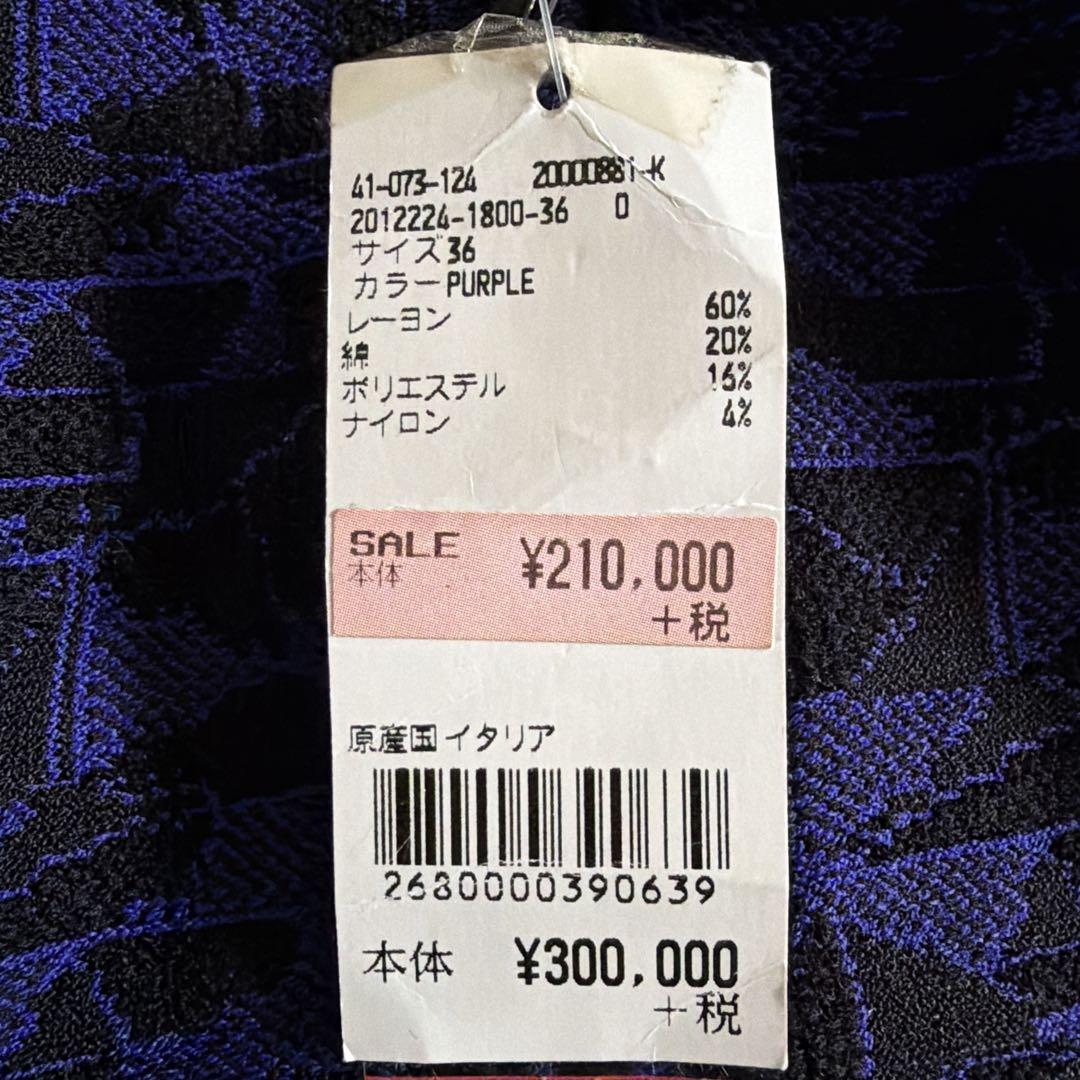 41-073-124 20000881-K
2012224-1800-36 0
サイズ36
カラーPURPLE
レーヨン 60%
綿 20%
ポリエステル 16%
ナイロン 4%
SALE ¥210,000
本体
+税
原産国イタリア
2680000390639
本体 ¥300,000
+税